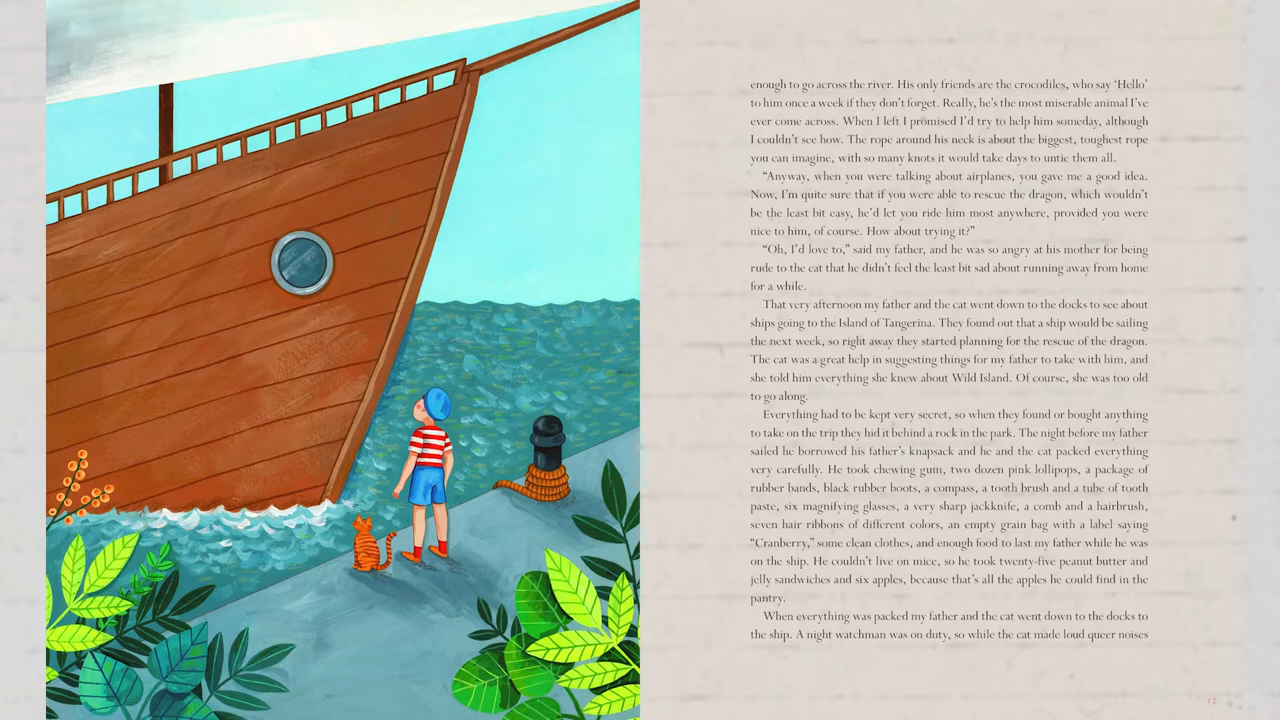 enough to go across the river. His only friends are the crocodiles, who say ‘Hello’
to him once a week if they don’t forget. Really, he’s the most miserable animal I’ve
ever come across. When I left I promised I’d try to help him someday, although
I couldn’t see how. The rope around his neck is about the biggest, toughest rope
you can imagine, with so many knots it would take days to untie them all.
“Anyway, when you were talking about airplanes, you gave me a good idea.
Now, I’m quite sure that if you were able to rescue the dragon, which wouldn’t
be the least bit easy, he’d let you ride him most anywhere, provided you were
nice to him, of course. How about trying it?”
“Oh, I’d love to,” said my father, and he was so angry at his mother for being
rude to the cat that he didn’t feel the least bit sad about running away from home
for a while.
That very afternoon my father and the cat went down to the docks to see about
ships going to the Island of Tangerina. They found out that a ship would be sailing
the next week, so right away they started planning for the rescue of the dragon.
The cat was a great help in suggesting things for my father to take with him, and
she told him everything she knew about Wild Island. Of course, she was too old
to go along.
Everything had to be kept very secret, so when they found or bought anything
to take on the trip they hid it behind a rock in the park. The night before my father
sailed he borrowed his father’s knapsack and he and the cat packed everything
very carefully. He took chewing gum, two dozen pink lollipops, a package of
rubber bands, black rubber boots, a compass, a tooth brush and a tube of tooth
paste, six magnifying glasses, a very sharp jackknife, a comb and a hairbrush,
seven hair ribbons of different colors, an empty grain bag with a label saying
“Cranberry,” some clean clothes, and enough food to last my father while he was
on the ship. He couldn’t live on mice, so he took twenty-five peanut butter and
jelly sandwiches and six apples, because that’s all the apples he could find in the
pantry.
When everything was packed my father and the cat went down to the docks to
the ship. A night watchman was on duty, so while the cat made loud queer noises
15